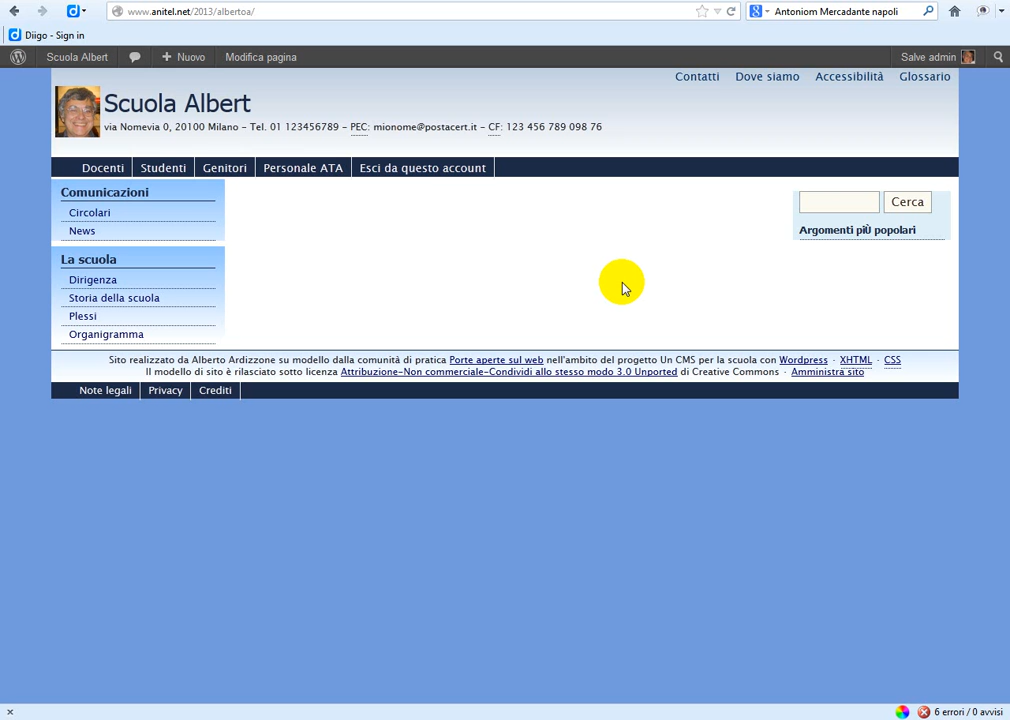 www.anitel.net/2013/albertoa/
Antoniom Mercadante napoli
Diigo - Sign in
Scuola Albert
Nuovo
Modifica pagina
Salve admin
Contatti
Dove siamo
Accessibilità
Glossario
Scuola Albert
via Nomevia 0, 20100 Milano - Tel. 01 123456789 - PEC: mionome@postacert.it - CF: 123 456 789 098 76
Docenti
Studenti
Genitori
Personale ATA
Esci da questo account
Comunicazioni
Circolari
News
La scuola
Dirigenza
Storia della scuola
Plessi
Organigramma
Cerca
Argomenti piÙ popolari
Sito realizzato da Alberto Ardizzone su modello dalla comunità di pratica Porte aperte sul web nell'ambito del progetto Un CMS per la scuola con Wordpress · XHTML · CSS
Il modello di sito è rilasciato sotto licenza Attribuzione-Non commerciale-Condividi allo stesso modo 3.0 Unported di Creative Commons · Amministra sito
Note legali
Privacy
Crediti
6 errori / 0 avvisi